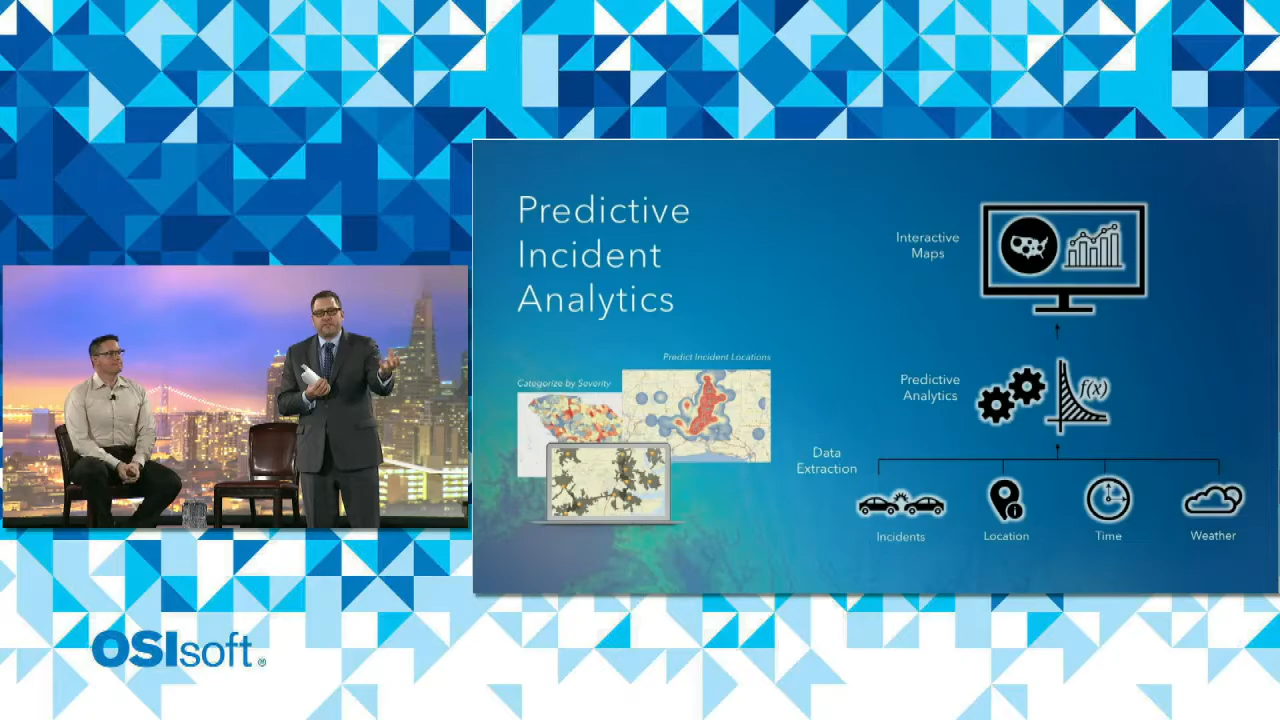 Predictive
Incident
Analytics
Predict Incident Locations
Categorize by Severity
Interactive
Maps
Predictive
Analytics
f(x)
Data
Extraction
Incidents
Location
Time
Weather
OSIsoft®